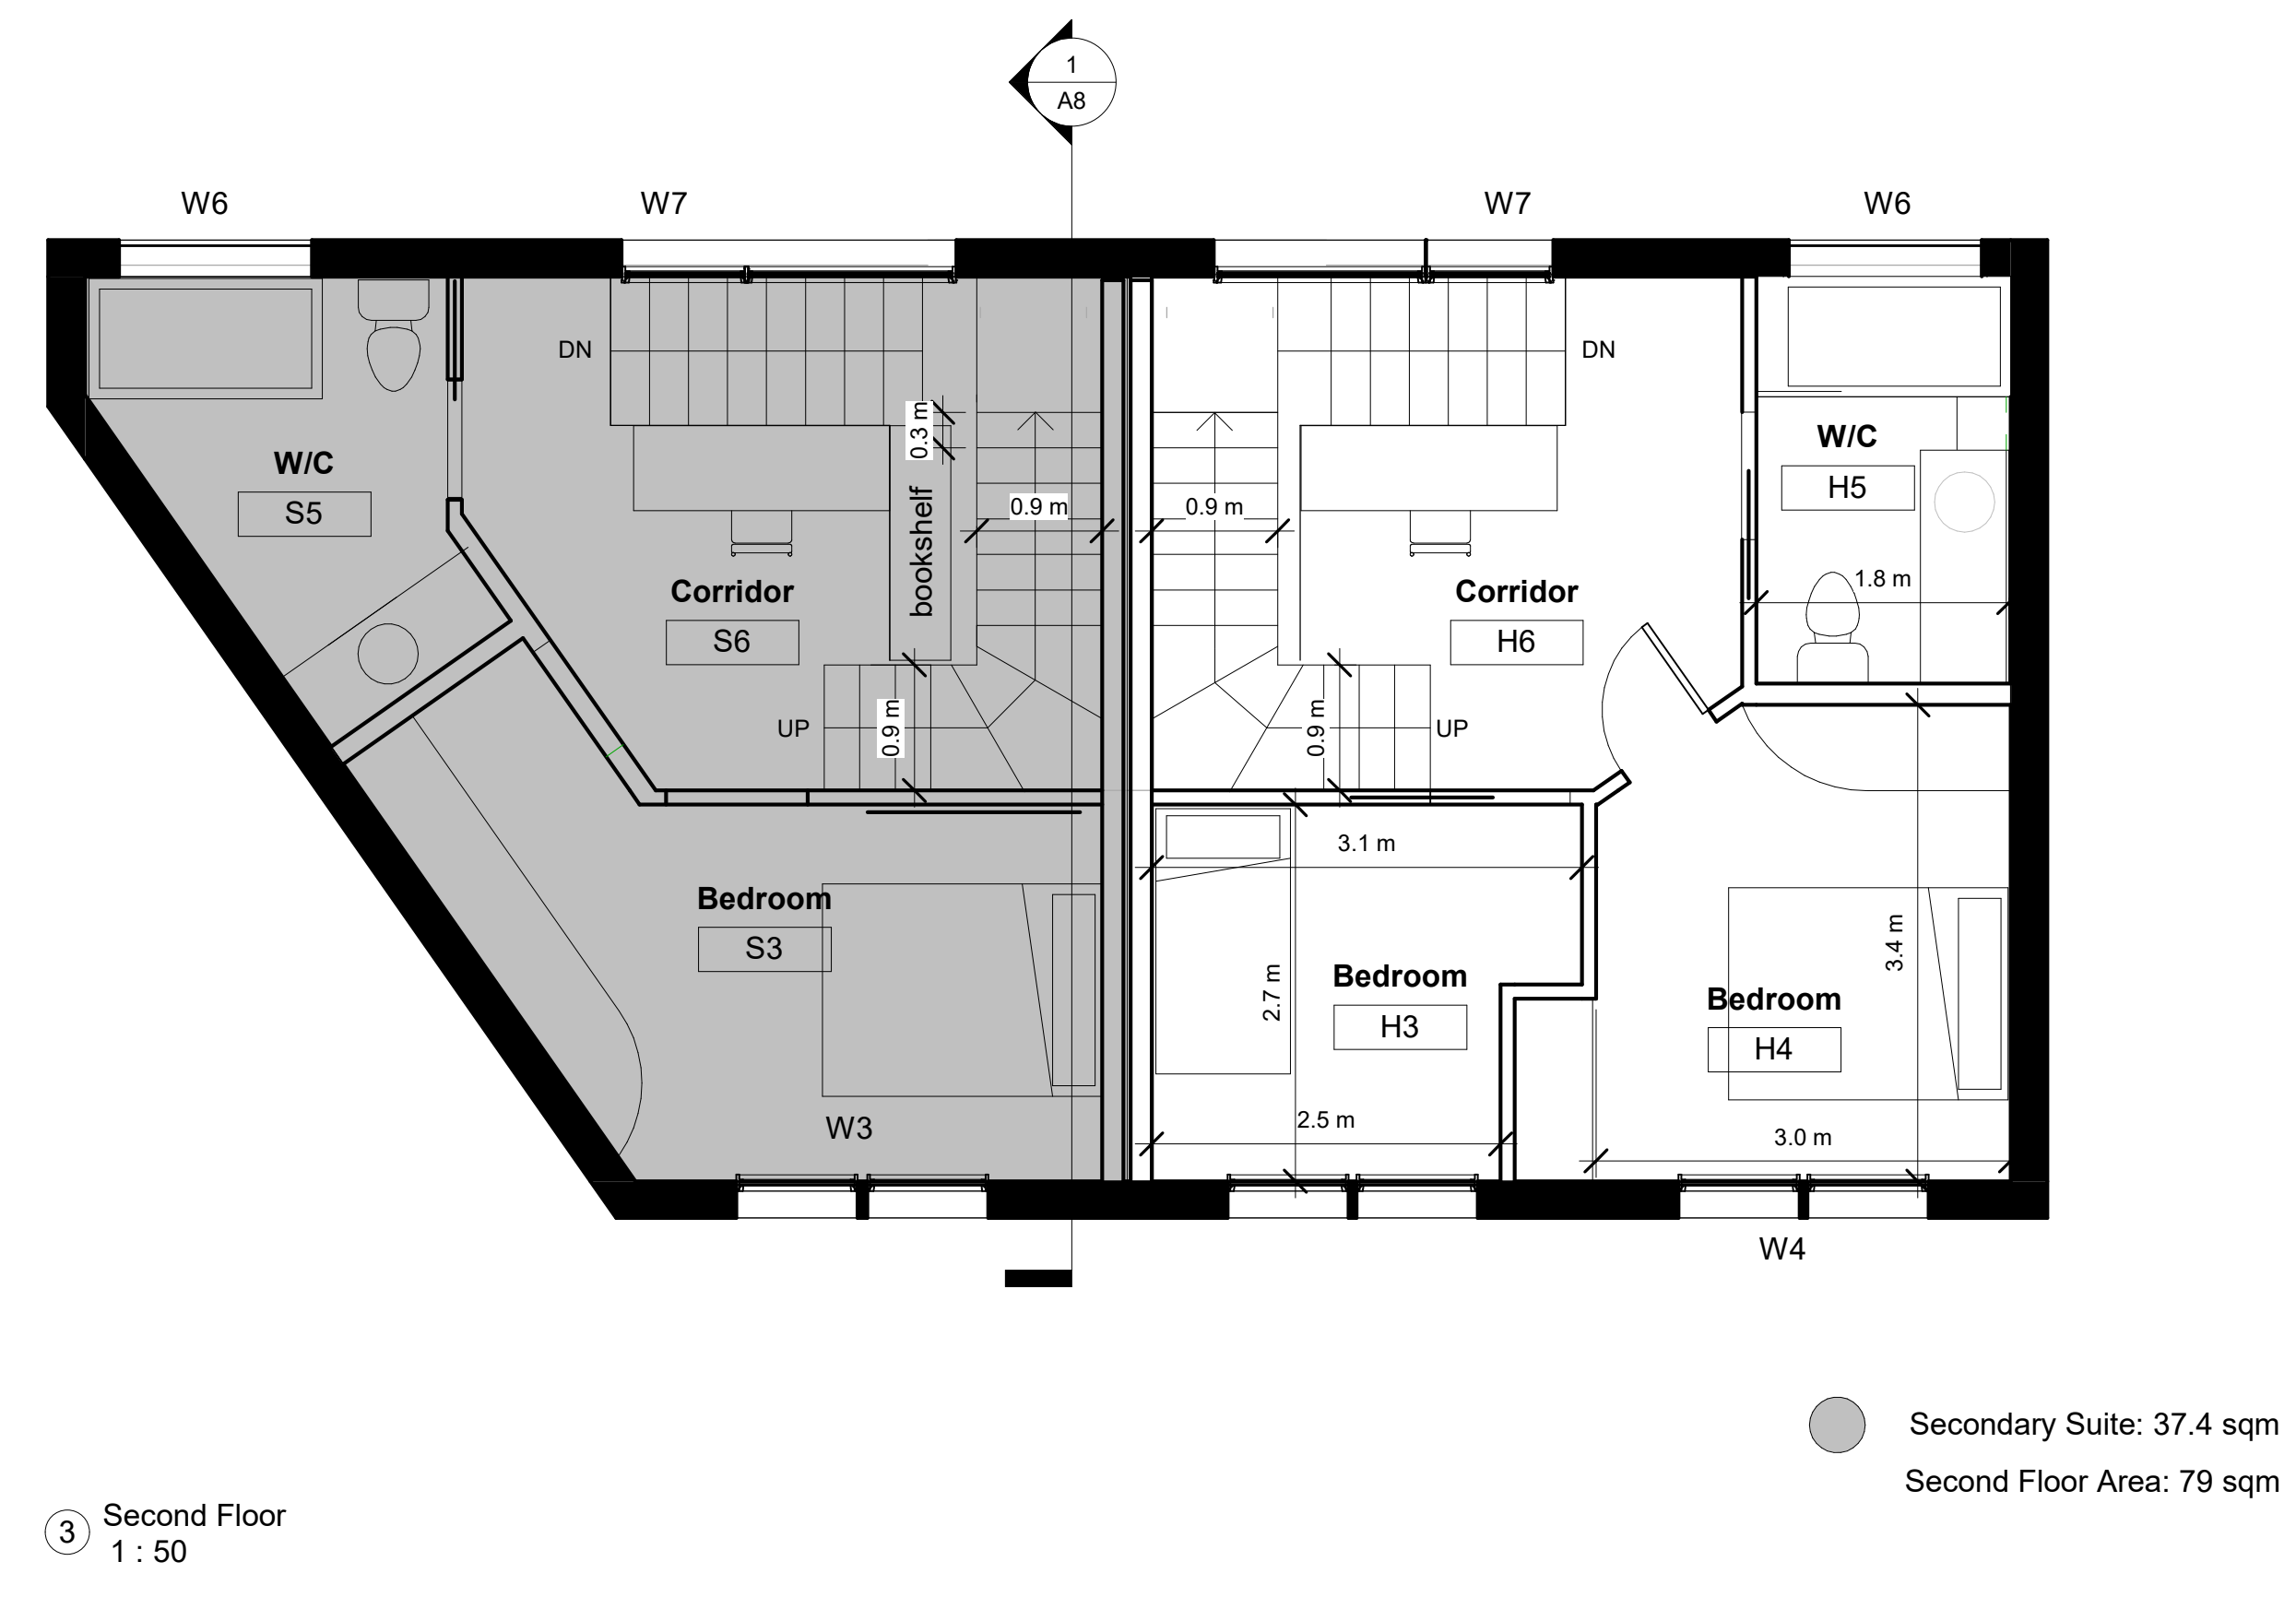 1
A8
W6
W7
W7
W6
DN
DN
0.3 m
W/C
S5
W/C
H5
bookshelf
0.9 m
0.9 m
Corridor
S6
Corridor
H6
1.8 m
UP
0.9 m
0.9 m
UP
3.1 m
Bedroom
S3
2.7 m
Bedroom
H3
3.4 m
Bedroom
H4
W3
2.5 m
3.0 m
W4
Secondary Suite: 37.4 sqm
Second Floor Area: 79 sqm
3
Second Floor
1 : 50